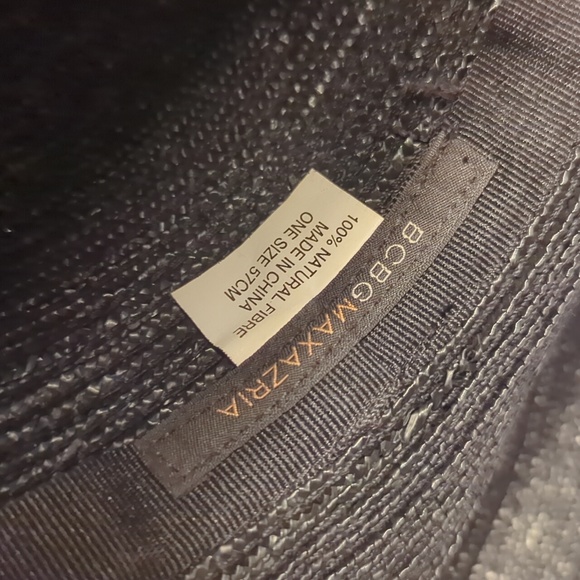 100% NATURAL FIBRE
MADE IN CHINA
ONE SIZE 57CM
BCBGMAXAZRIA